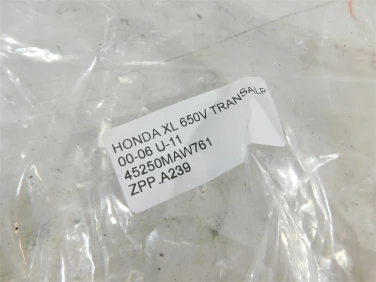 HONDA XL 650V TRANSALP
00-06 U-11
45250MAW761
ZPP.A239